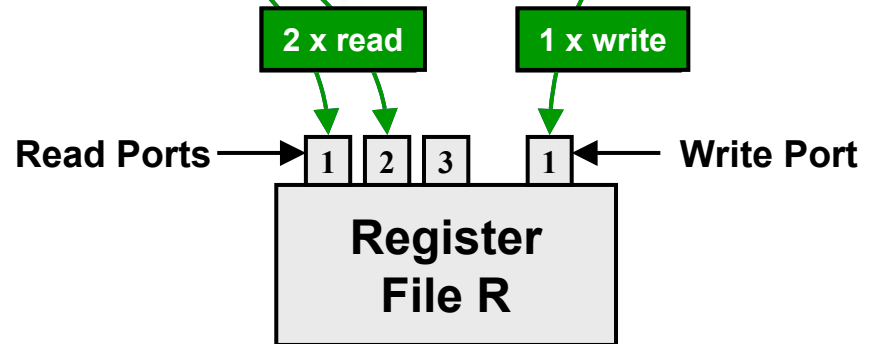 2 x read
1 x write
Read Ports
1
2
3
1
Write Port
Register
File R